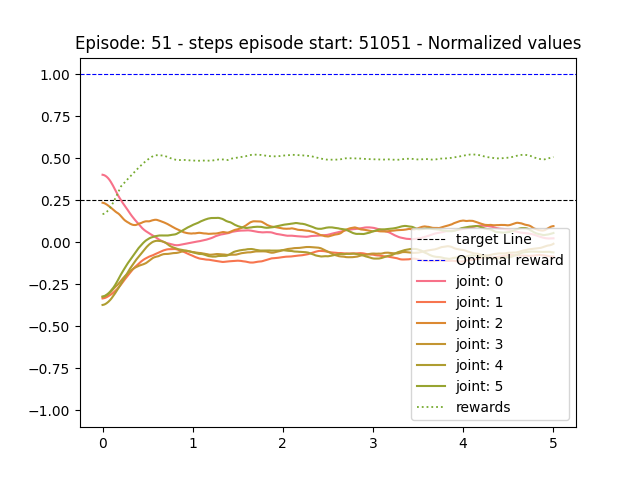 Episode: 51 - steps episode start: 51051 - Normalized values
1.00
0.75
0.50
0.25
0.00
−0.25
−0.50
−0.75
−1.00
target Line
Optimal reward
joint: 0
joint: 1
joint: 2
joint: 3
joint: 4
joint: 5
rewards
0 1 2 3 4 5